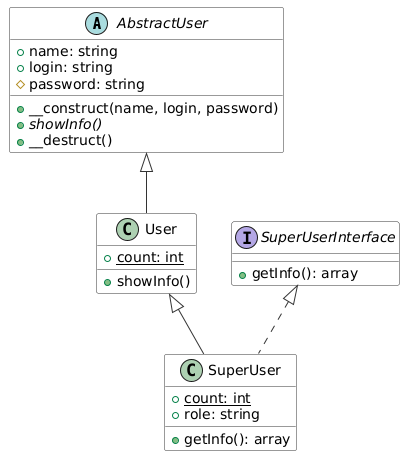 A AbstractUser
name: string
login: string
password: string
__construct(name, login, password)
showInfo()
__destruct()
C User
count: int
showInfo()
I SuperUserInterface
getInfo(): array
C SuperUser
count: int
role: string
getInfo(): array